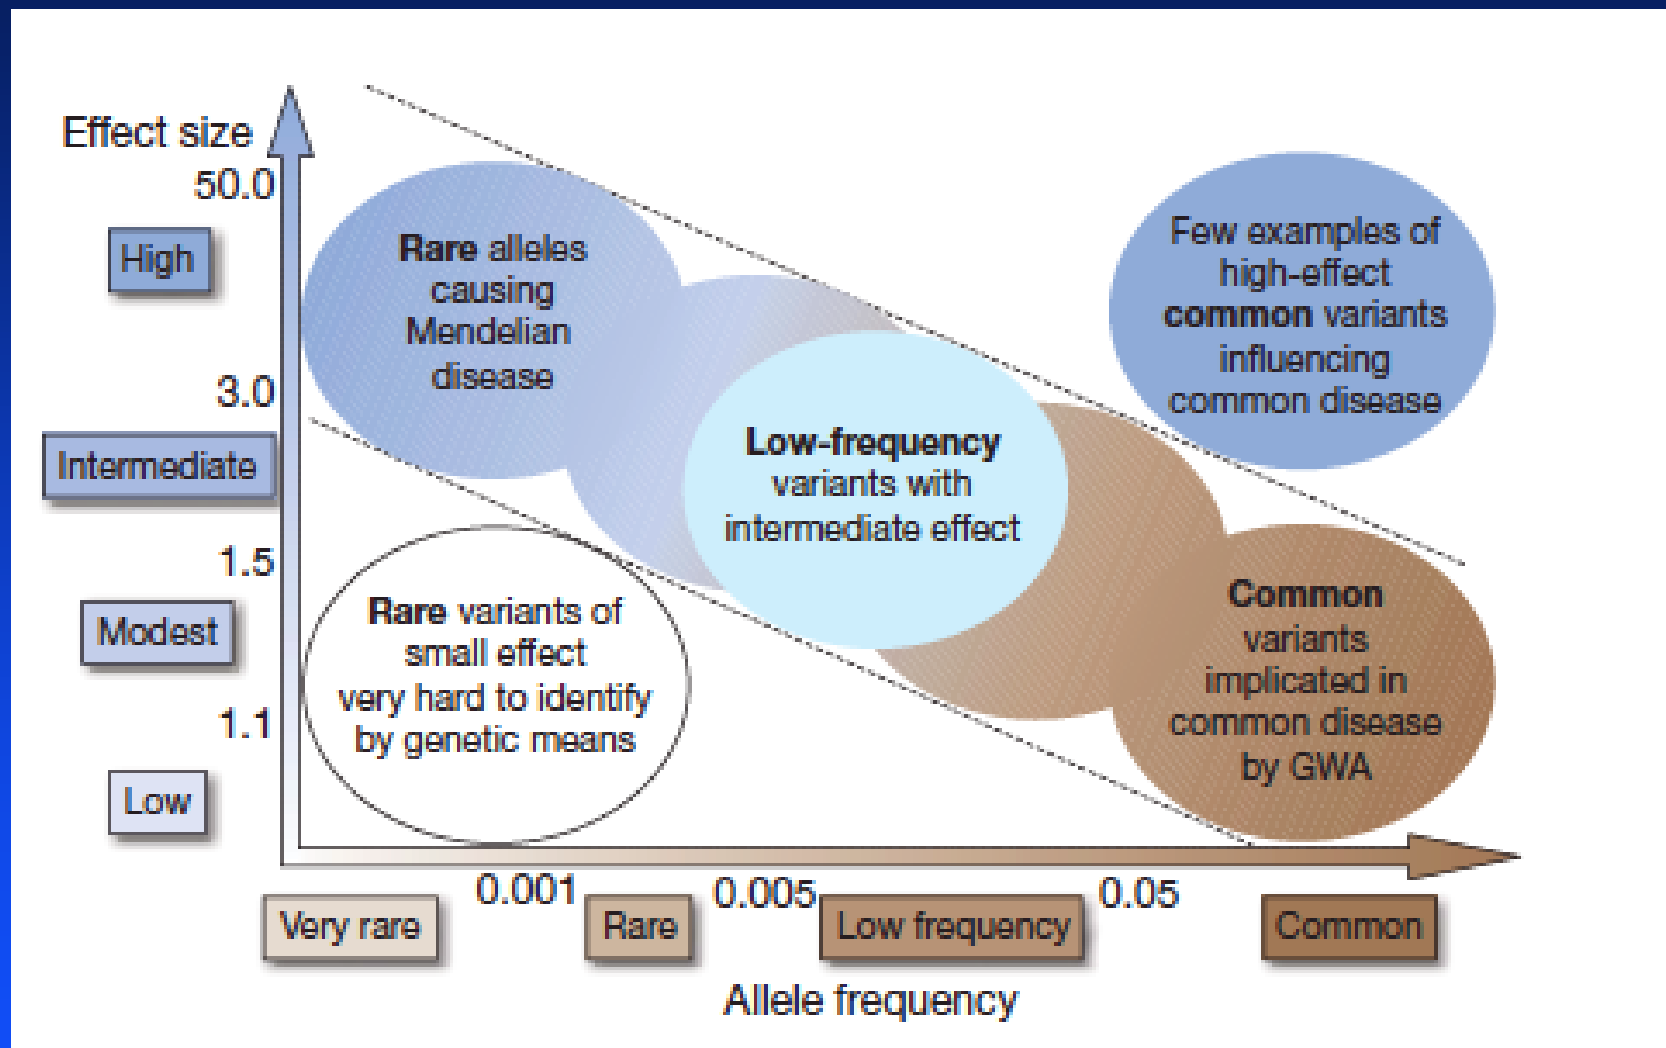 Effect size
50.0
High
3.0
Intermediate
1.5
Modest
1.1
Low
Rare alleles
causing
Mendelian
disease
Few examples of
high-effect
common variants
influencing
common disease
Low-frequency
variants with
intermediate effect
Rare variants of
small effect
very hard to identify
by genetic means
Common
variants
implicated in
common disease
by GWA
0.001
0.005
0.05
Very rare
Rare
Low frequency
Common
Allele frequency